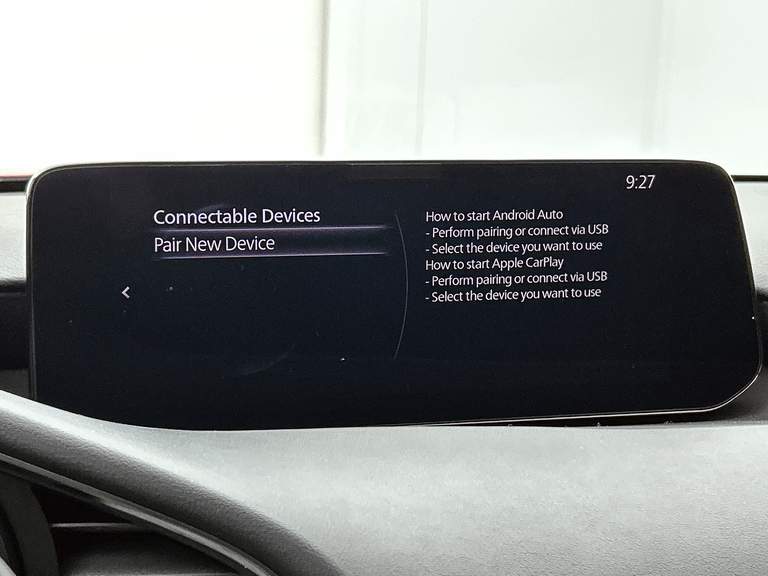 9:27
Connectable Devices
Pair New Device
How to start Android Auto
- Perform pairing or connect via USB
- Select the device you want to use
How to start Apple CarPlay
- Perform pairing or connect via USB
- Select the device you want to use